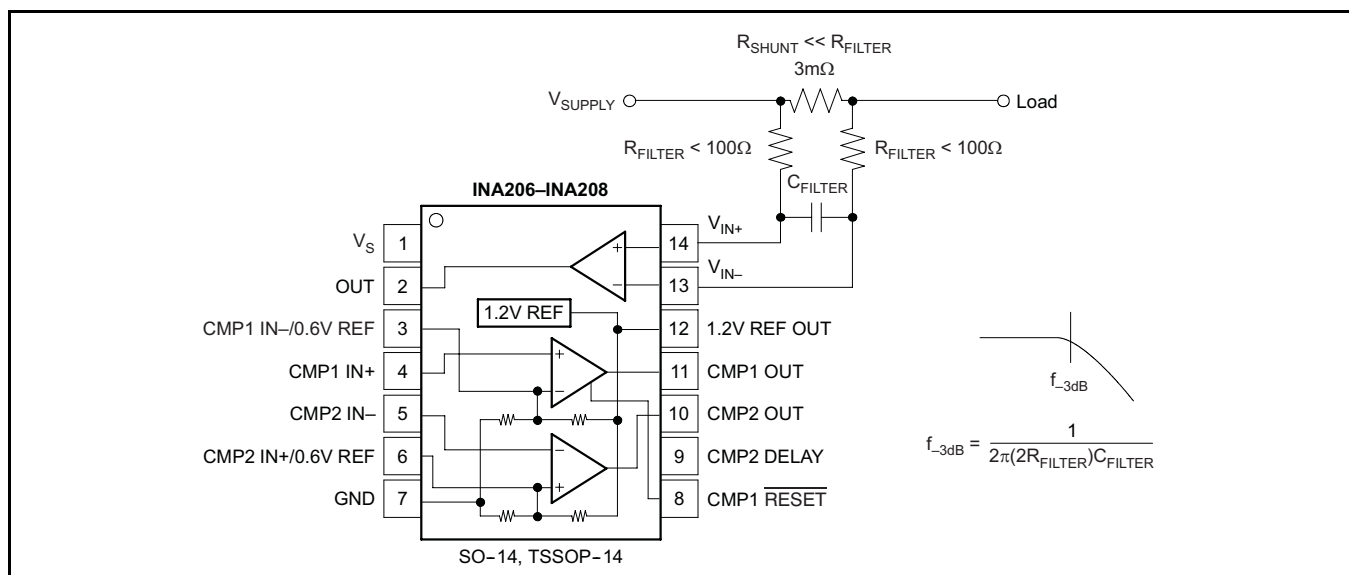 R_SHUNT << R_FILTER
3mΩ
V_SUPPLY
Load
R_FILTER < 100Ω
R_FILTER < 100Ω
C_FILTER
INA206–INA208
V_IN+
V_IN–
V_S
1
14
OUT
2
13
1.2V REF
CMP1 IN–/0.6V REF
3
12
1.2V REF OUT
CMP1 IN+
4
11
CMP1 OUT
CMP2 IN–
5
10
CMP2 OUT
CMP2 IN+/0.6V REF
6
9
CMP2 DELAY
GND
7
8
CMP1 RESET
+
–
+
–
–
+
SO–14, TSSOP–14
f_–3dB
f_–3dB = 1
2π(2R_FILTER)C_FILTER